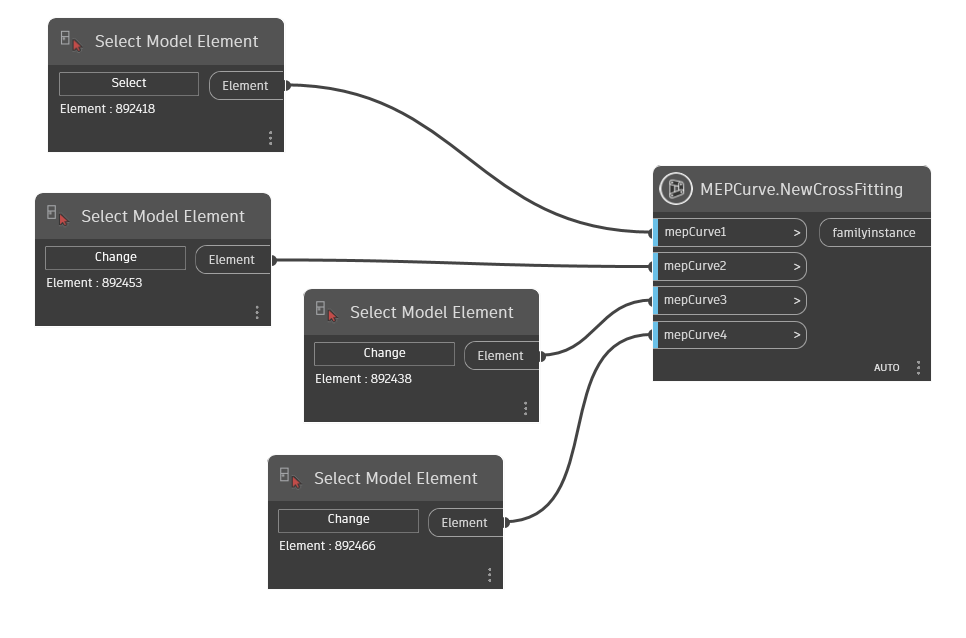 Select Model Element
Select
Element
Element : 892418
Select Model Element
Change
Element
Element : 892453
Select Model Element
Change
Element
Element : 892438
Select Model Element
Change
Element
Element : 892466
MEPCurve.NewCrossFitting
mepCurve1 >
familyinstance
mepCurve2 >
mepCurve3 >
mepCurve4 >
AUTO